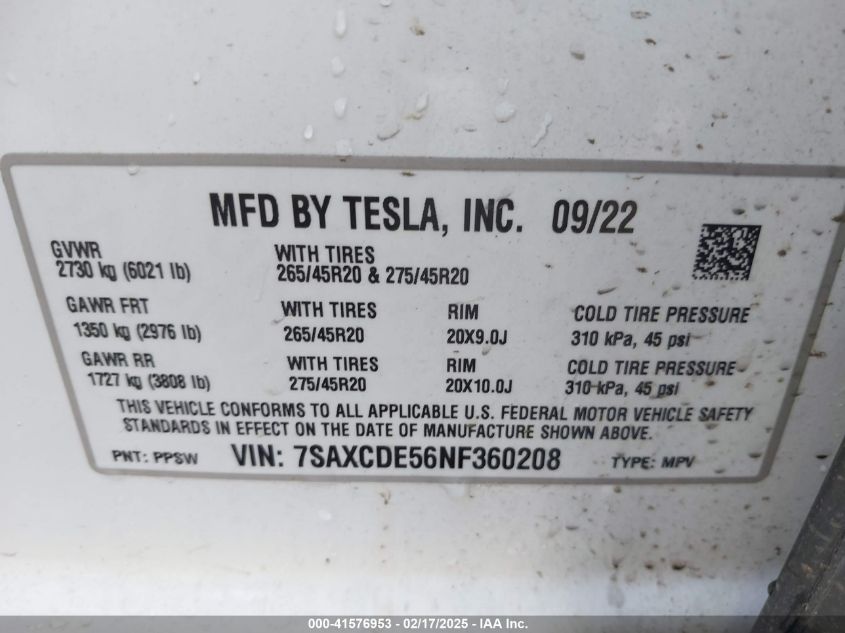 MFD BY TESLA, INC. 09/22
GVWR
2730 kg (6021 lb)
WITH TIRES
265/45R20 & 275/45R20
GAWR FRT
1350 kg (2976 lb)
WITH TIRES
265/45R20
RIM
20X9.0J
COLD TIRE PRESSURE
310 kPa, 45 psi
GAWR RR
1727 kg (3808 lb)
WITH TIRES
275/45R20
RIM
20X10.0J
COLD TIRE PRESSURE
310 kPa, 45 psi
THIS VEHICLE CONFORMS TO ALL APPLICABLE U.S. FEDERAL MOTOR VEHICLE SAFETY
STANDARDS IN EFFECT ON THE DATE OF MANUFACTURE SHOWN ABOVE.
PNT: PPSW VIN: 7SAXCDE56NF360208 TYPE: MPV
000-41576953 - 02/17/2025 - IAA Inc.